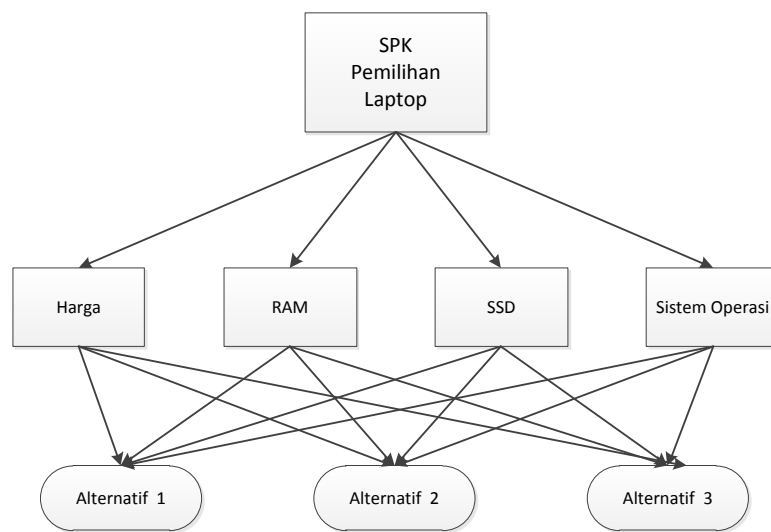 SPK
Pemilihan
Laptop
Harga
RAM
SSD
Sistem Operasi
Alternatif 1
Alternatif 2
Alternatif 3